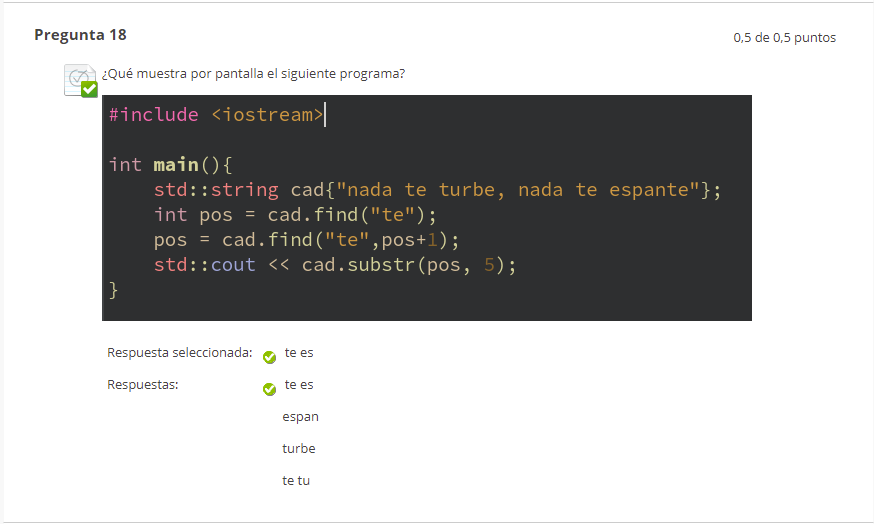 Pregunta 18
0,5 de 0,5 puntos
¿Qué muestra por pantalla el siguiente programa?
#include <iostream>
int main(){
    std::string cad{"nada te turbe, nada te espante"};
    int pos = cad.find("te");
    pos = cad.find("te",pos+1);
    std::cout << cad.substr(pos, 5);
}
Respuesta seleccionada: te es
Respuestas: te es
espan
turbe
te tu